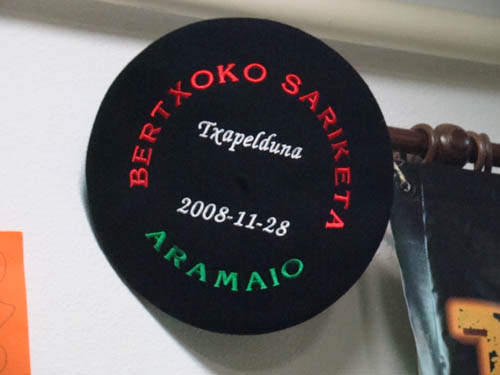 BERTXOKO SARIKETA
Txapelduna
2008-11-28
ARAMAIO